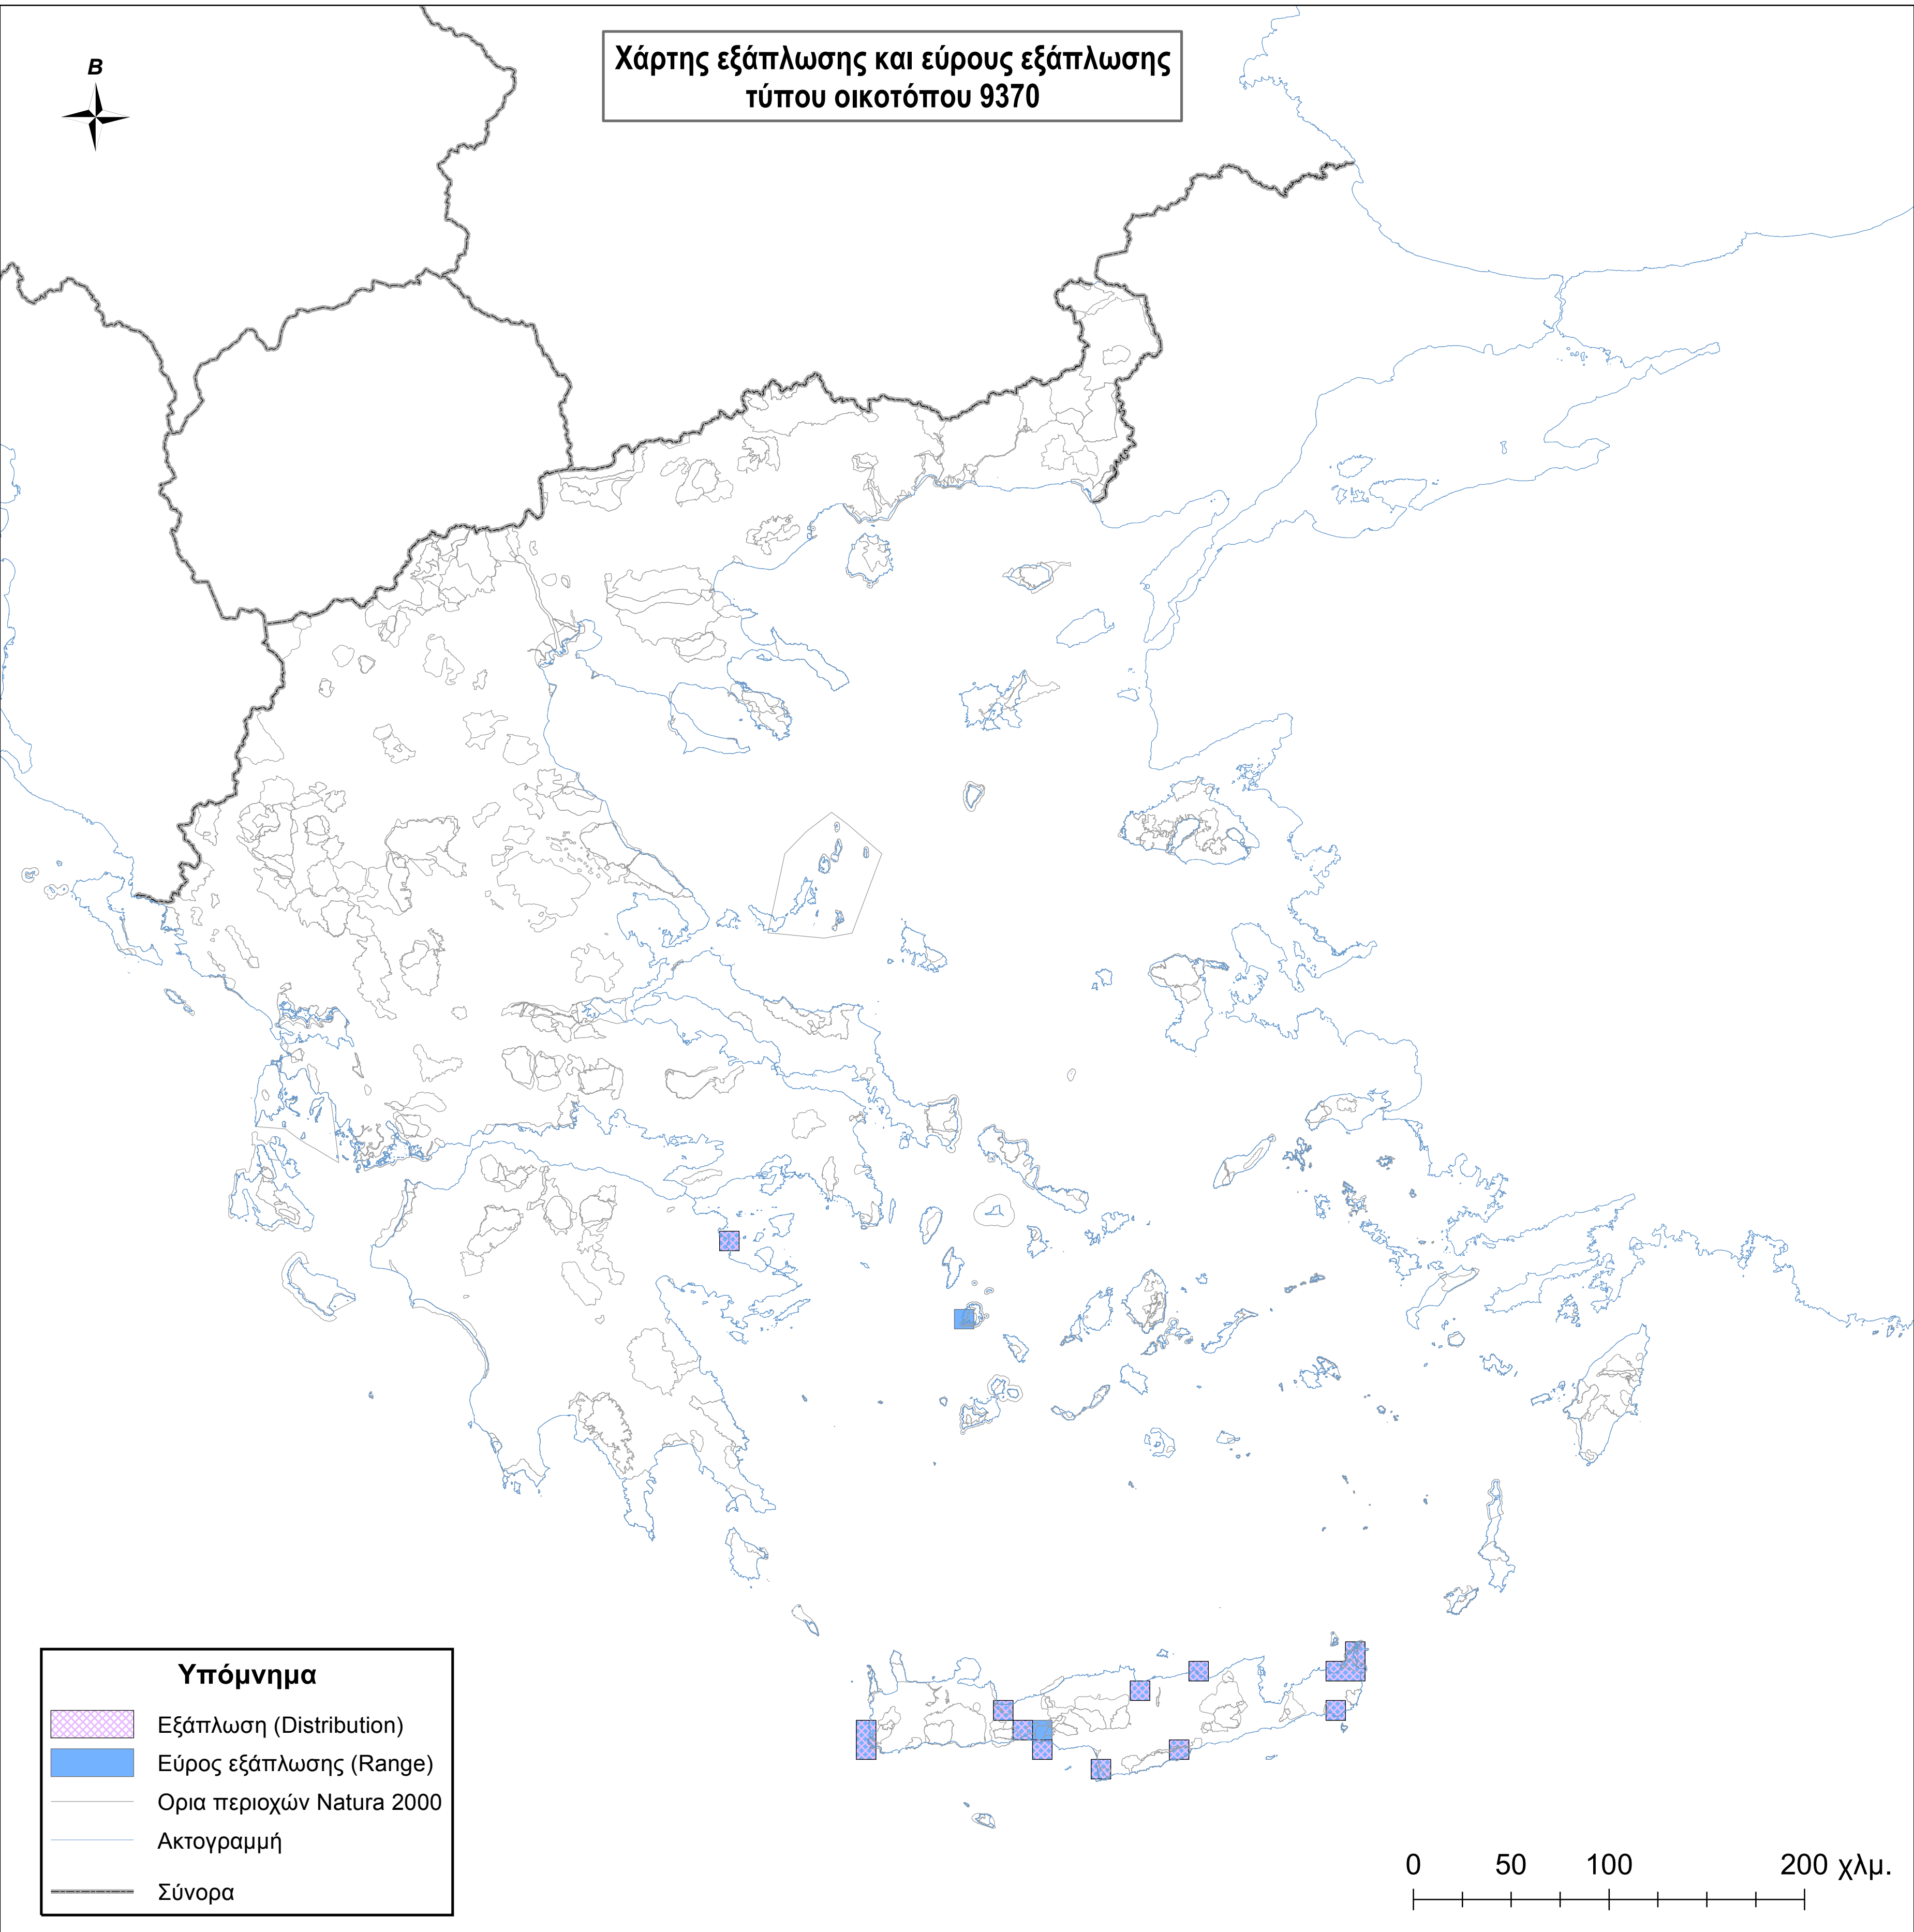 Χάρτης εξάπλωσης και εύρους εξάπλωσης
τύπου οικοτόπου 9370
B
Υπόμνημα
Εξάπλωση (Distribution)
Εύρος εξάπλωσης (Range)
Ορια περιοχών Natura 2000
Ακτογραμμή
Σύνορα
0 50 100 200 χλμ.